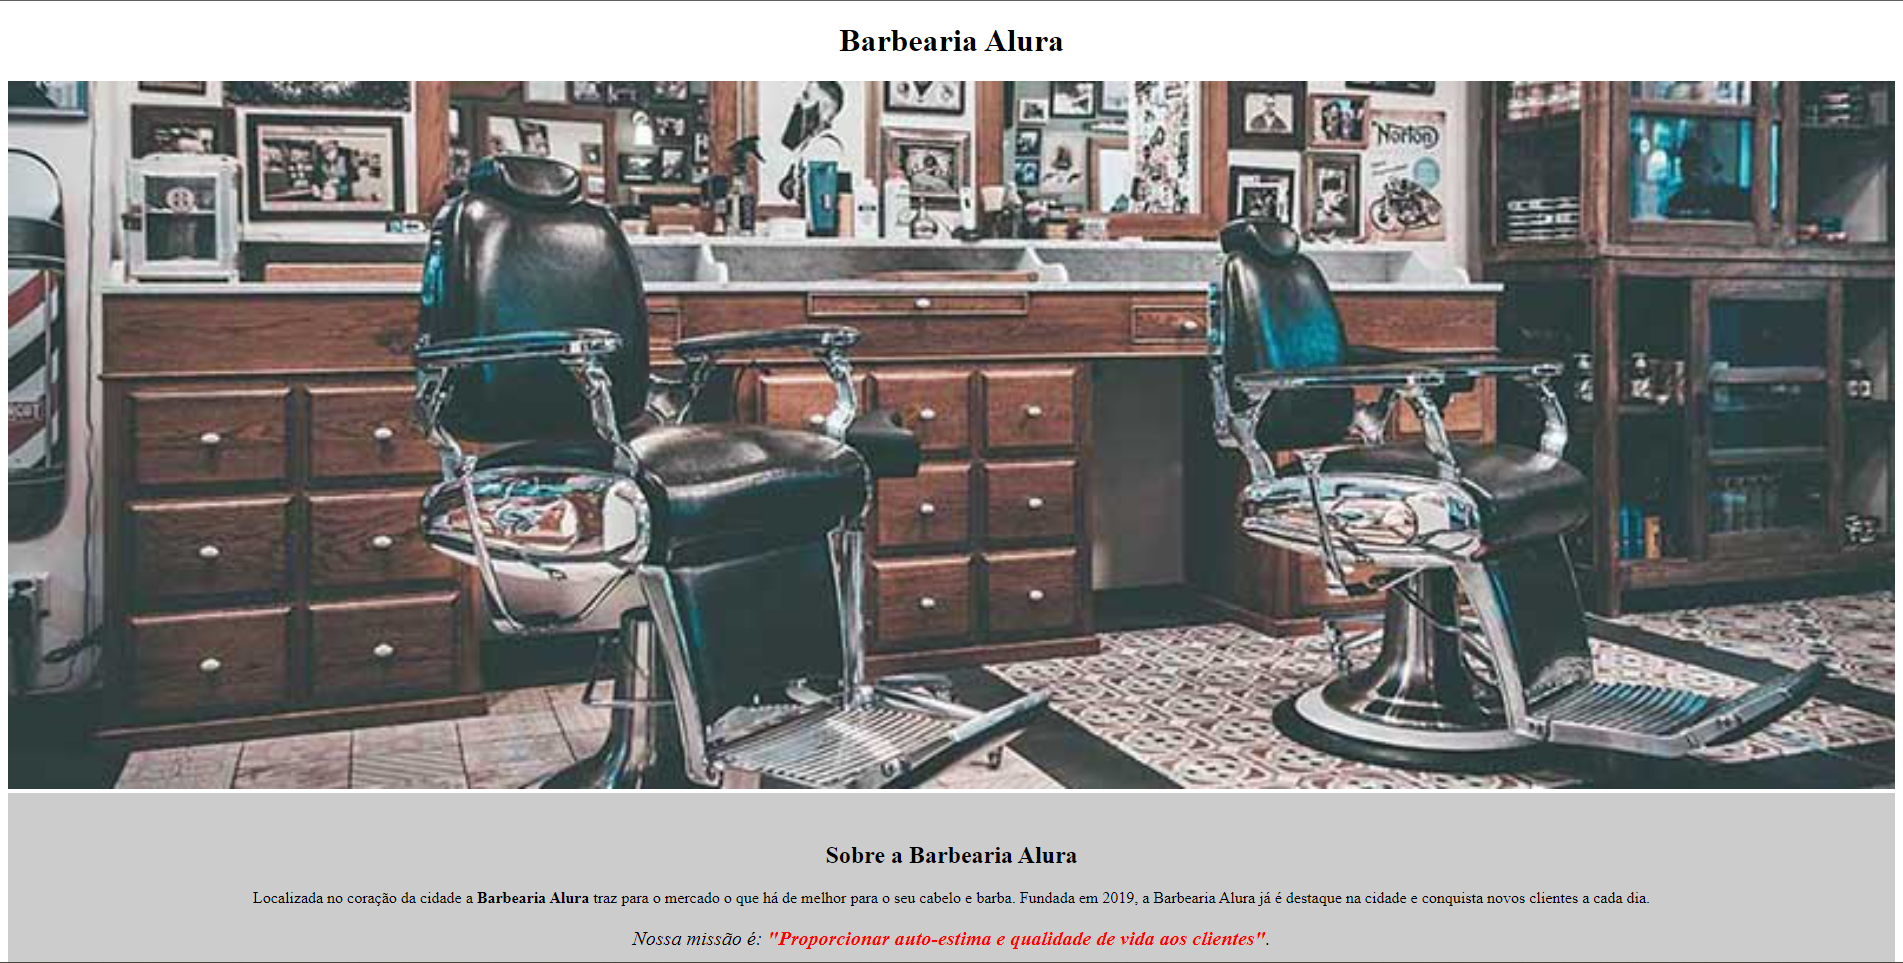 Barbearia Alura
Norton
Sobre a Barbearia Alura
Localizada no coração da cidade a Barbearia Alura traz para o mercado o que há de melhor para o seu cabelo e barba. Fundada em 2019, a Barbearia Alura já é destaque na cidade e conquista novos clientes a cada dia.
Nossa missão é: "Proporcionar auto-estima e qualidade de vida aos clientes".